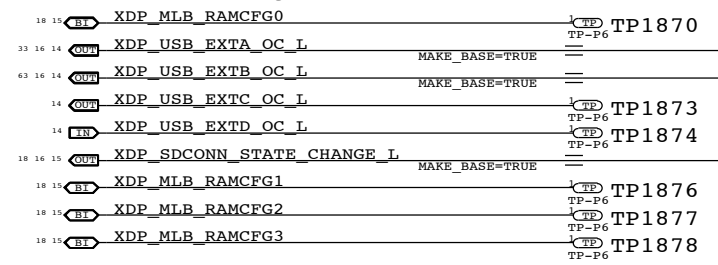 18 15 BI XDP_MLB_RAMCFG0 1 TP TP1870
TP-P6
33 16 14 OUT XDP_USB_EXTA_OC_L
MAKE_BASE=TRUE
63 16 14 OUT XDP_USB_EXTB_OC_L
MAKE_BASE=TRUE
14 OUT XDP_USB_EXTC_OC_L 1 TP TP1873
TP-P6
14 IN XDP_USB_EXTD_OC_L 1 TP TP1874
TP-P6
18 16 15 OUT XDP_SDCONN_STATE_CHANGE_L
MAKE_BASE=TRUE
18 15 BI XDP_MLB_RAMCFG1 1 TP TP1876
TP-P6
18 15 BI XDP_MLB_RAMCFG2 1 TP TP1877
TP-P6
18 15 BI XDP_MLB_RAMCFG3 1 TP TP1878
TP-P6